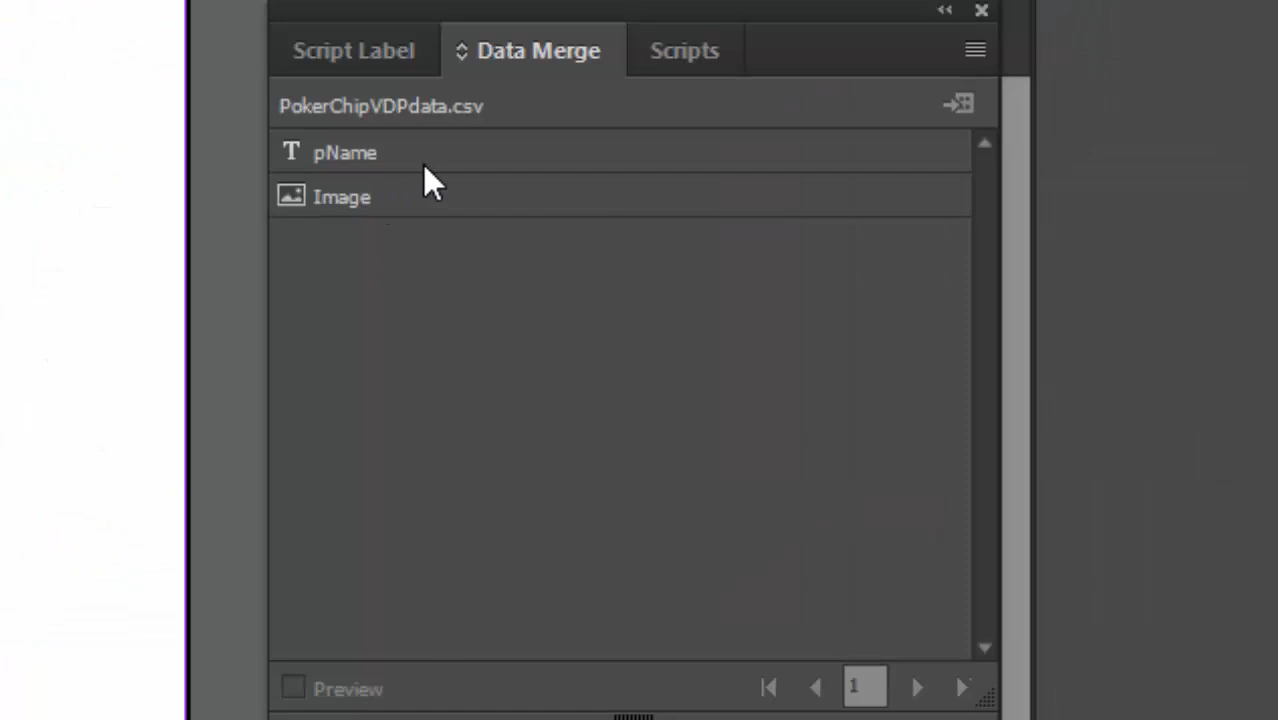 Script Label Data Merge Scripts
PokerChipVDPdata.csv
T pName
Image
Preview 1